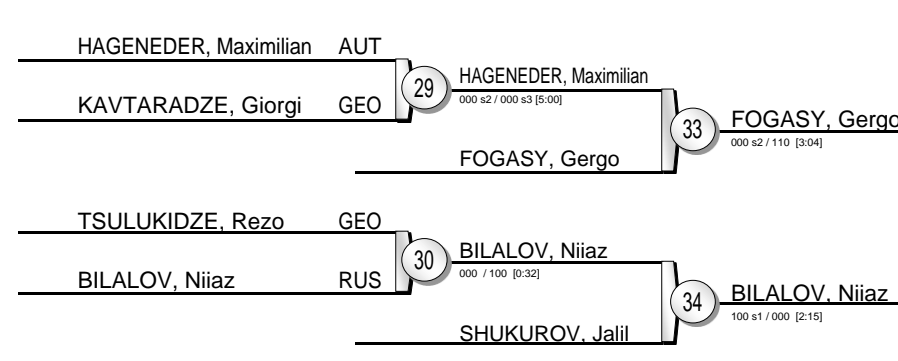 HAGENEDER, Maximilian AUT
29
HAGENEDER, Maximilian
000 s2 / 000 s3 [5:00]
KAVTARADZE, Giorgi GEO
33
FOGASY, Gergo
000 s2 / 110 [3:04]
FOGASY, Gergo
TSULUKIDZE, Rezo GEO
30
BILALOV, Niiaz
000 / 100 [0:32]
BILALOV, Niiaz RUS
34
BILALOV, Niiaz
100 s1 / 000 [2:15]
SHUKUROV, Jalil